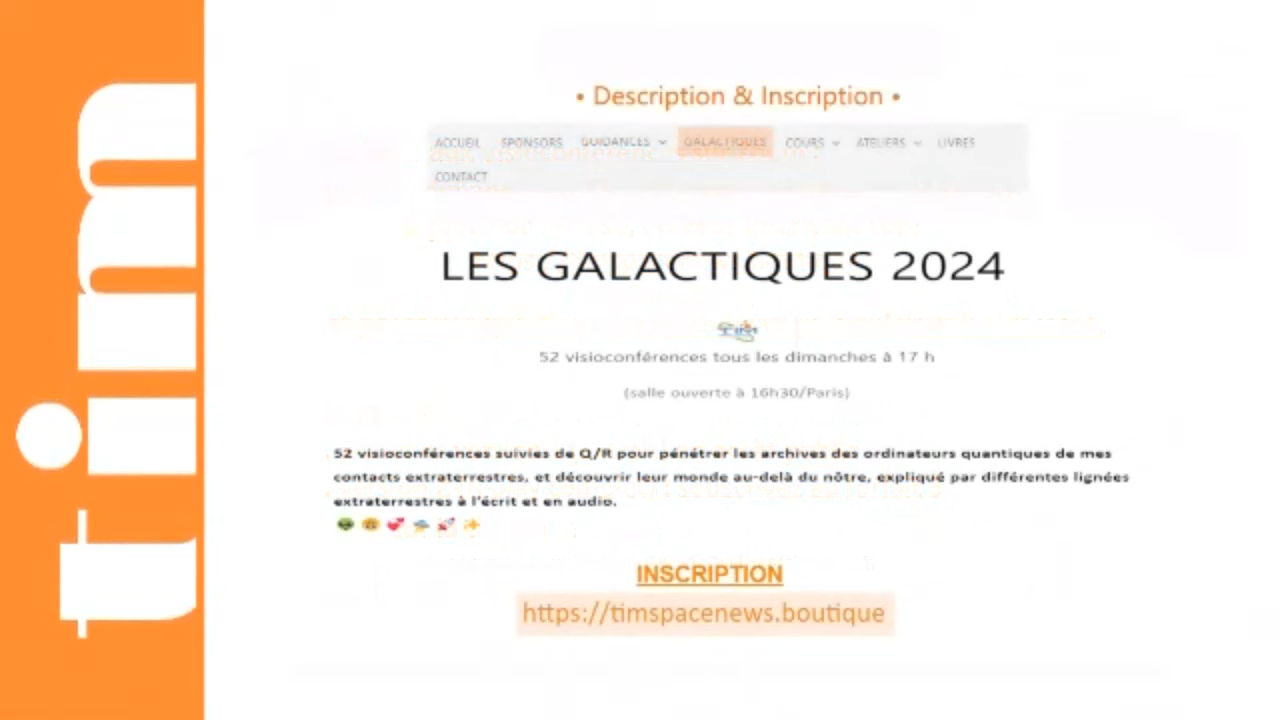 tim
• Description & Inscription •
ACCUEIL SPONSORS GUIDANCES GALACTIQUES COURS ATELIERS LIVRES
CONTACT
LES GALACTIQUES 2024
52 visioconférences tous les dimanches à 17 h
(salle ouverte à 16h30/Paris)
52 visioconférences suivies de Q/R pour pénétrer les archives des ordinateurs quantiques de mes
contacts extraterrestres, et découvrir leur monde au-delà du nôtre, expliqué par différentes lignées
extraterrestres à l'écrit et en audio.
INSCRIPTION
https://timspacenews.boutique